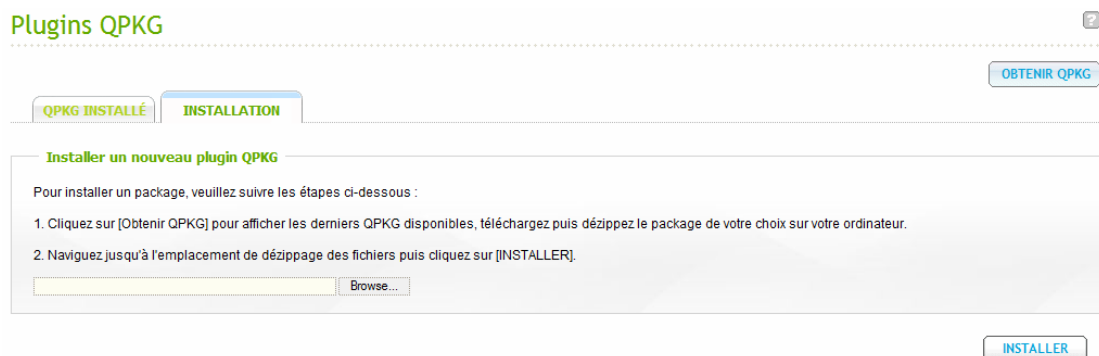 Plugins QPKG
?
OBTENIR QPKG
QPKG INSTALLÉ
INSTALLATION
Installer un nouveau plugin QPKG
Pour installer un package, veuillez suivre les étapes ci-dessous :
1. Cliquez sur [Obtenir QPKG] pour afficher les derniers QPKG disponibles, téléchargez puis dézippez le package de votre choix sur votre ordinateur.
2. Naviguez jusqu'à l'emplacement de dézippage des fichiers puis cliquez sur [INSTALLER].
Browse...
INSTALLER